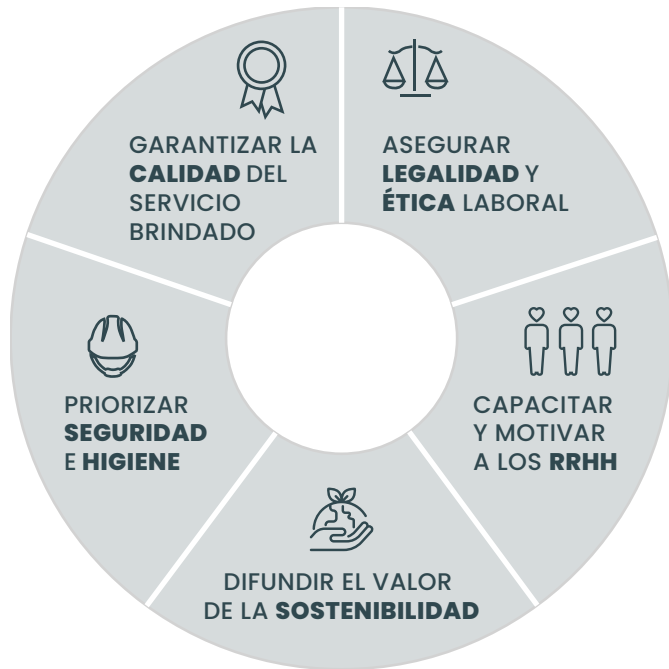 GARANTIZAR LA
CALIDAD DEL
SERVICIO
BRINDADO
ASEGURAR
LEGALIDAD Y
ÉTICA LABORAL
PRIORIZAR
SEGURIDAD
E HIGIENE
CAPACITAR
Y MOTIVAR
A LOS RRHH
DIFUNDIR EL VALOR
DE LA SOSTENIBILIDAD